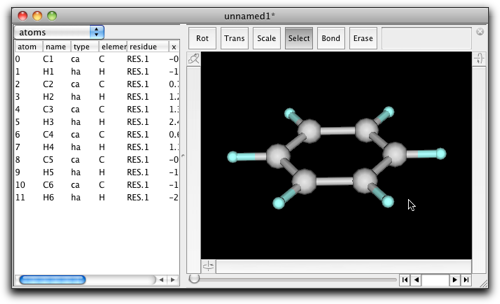 unnamed1*
atoms
Rot Trans Scale Select Bond Erase
atom name type elemer residue x
0 C1 ca C RES.1 -0
1 H1 ha H RES.1 -1
2 C2 ca C RES.1 0.
3 H2 ha H RES.1 1.2
4 C3 ca C RES.1 1.3
5 H3 ha H RES.1 2.4
6 C4 ca C RES.1 0.6
7 H4 ha H RES.1 1.
8 C5 ca C RES.1 -0
9 H5 ha H RES.1 -1
10 C6 ca C RES.1 -1
11 H6 ha H RES.1 -2